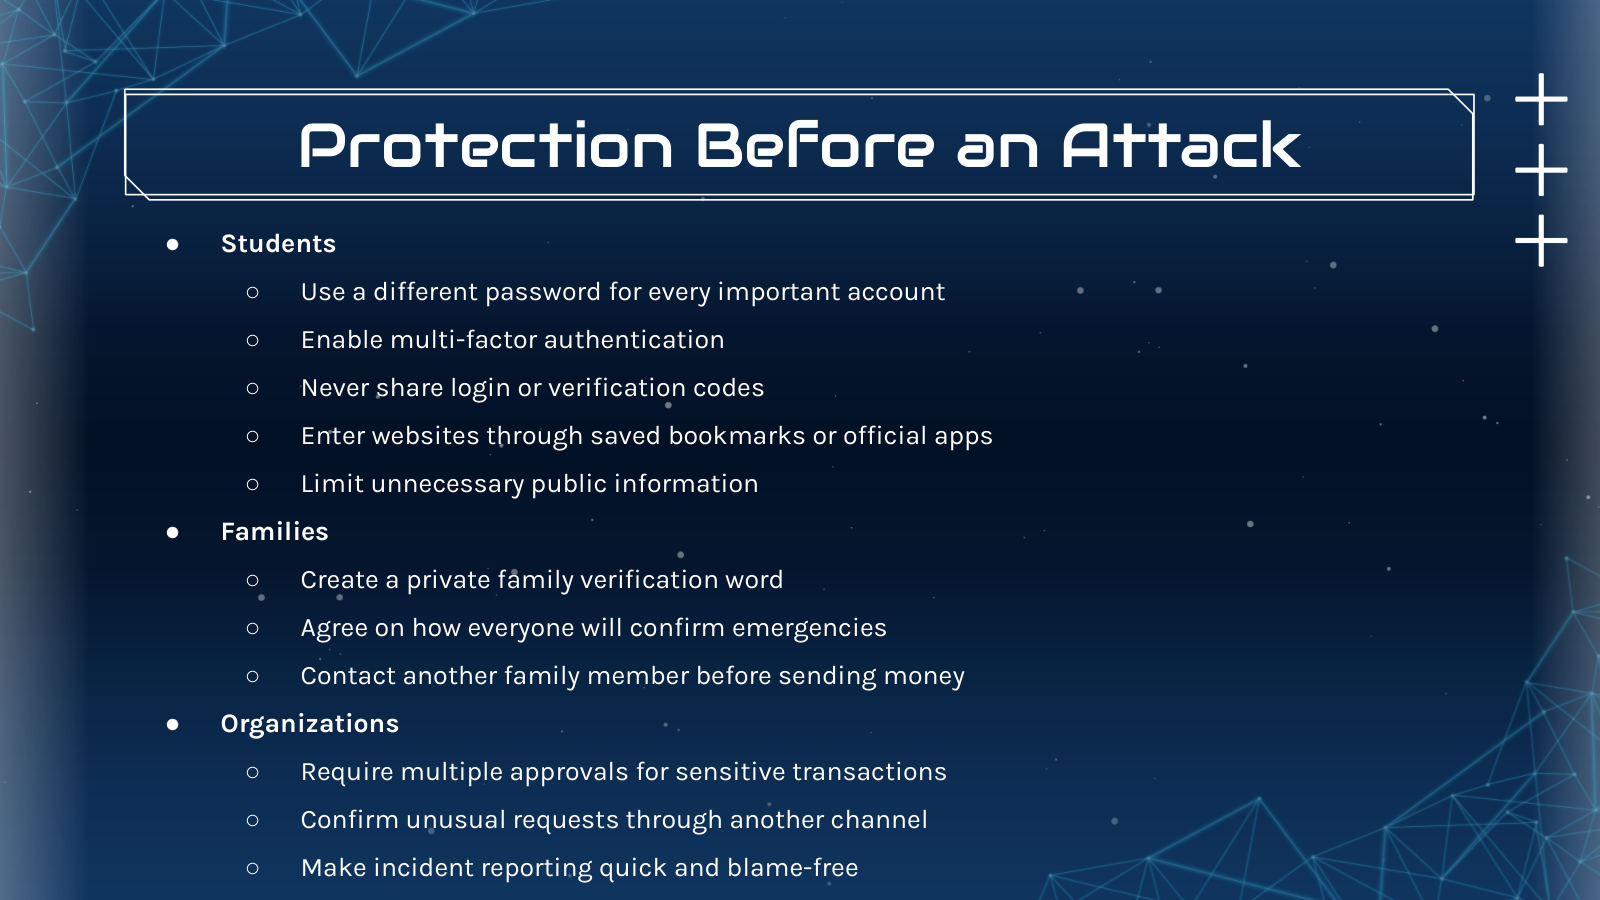 Protection Before an Attack
● Students
○ Use a different password for every important account
○ Enable multi-factor authentication
○ Never share login or verification codes
○ Enter websites through saved bookmarks or official apps
○ Limit unnecessary public information
● Families
○ Create a private family verification word
○ Agree on how everyone will confirm emergencies
○ Contact another family member before sending money
● Organizations
○ Require multiple approvals for sensitive transactions
○ Confirm unusual requests through another channel
○ Make incident reporting quick and blame-free